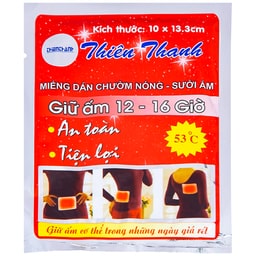 Kích thước: 10 x 13.3cm
Thiên Thanh
MIẾNG DÁN CHƯỜM NÓNG - SƯỞI ẤM
Giữ ấm 12 - 16 Giờ
• An toàn
• Tiện lợi
53°C
Giữ ấm cơ thể trong những ngày giá rét